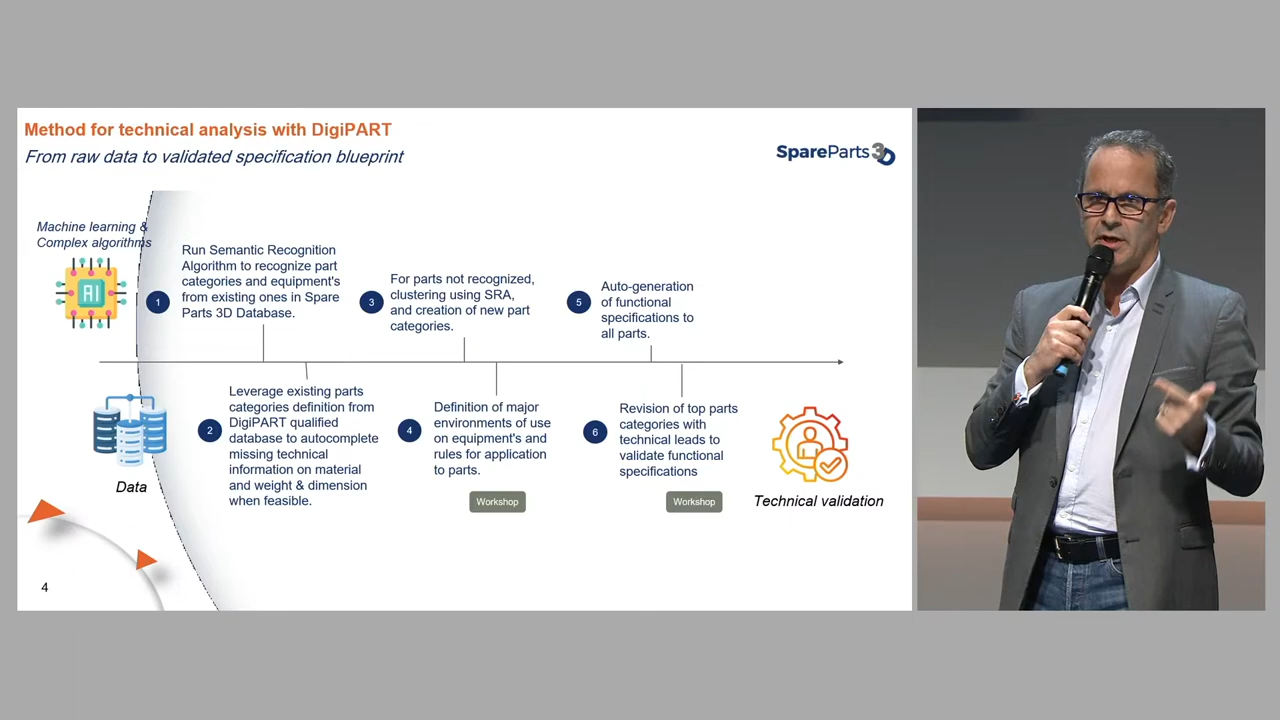 Method for technical analysis with DigiPART
From raw data to validated specification blueprint
SpareParts3D
Machine learning &
Complex algorithms
AI
1
Run Semantic Recognition
Algorithm to recognize part
categories and equipment's
from existing ones in Spare
Parts 3D Database.
3
For parts not recognized,
clustering using SRA,
and creation of new part
categories.
5
Auto-generation
of functional
specifications to
all parts.
2
Leverage existing parts
categories definition from
DigiPART qualified
database to autocomplete
missing technical
information on material
and weight & dimension
when feasible.
4
Definition of major
environments of use
on equipment's and
rules for application
to parts.
Workshop
6
Revision of top parts
categories with
technical leads to
validate functional
specifications
Workshop
Data
Technical validation
4